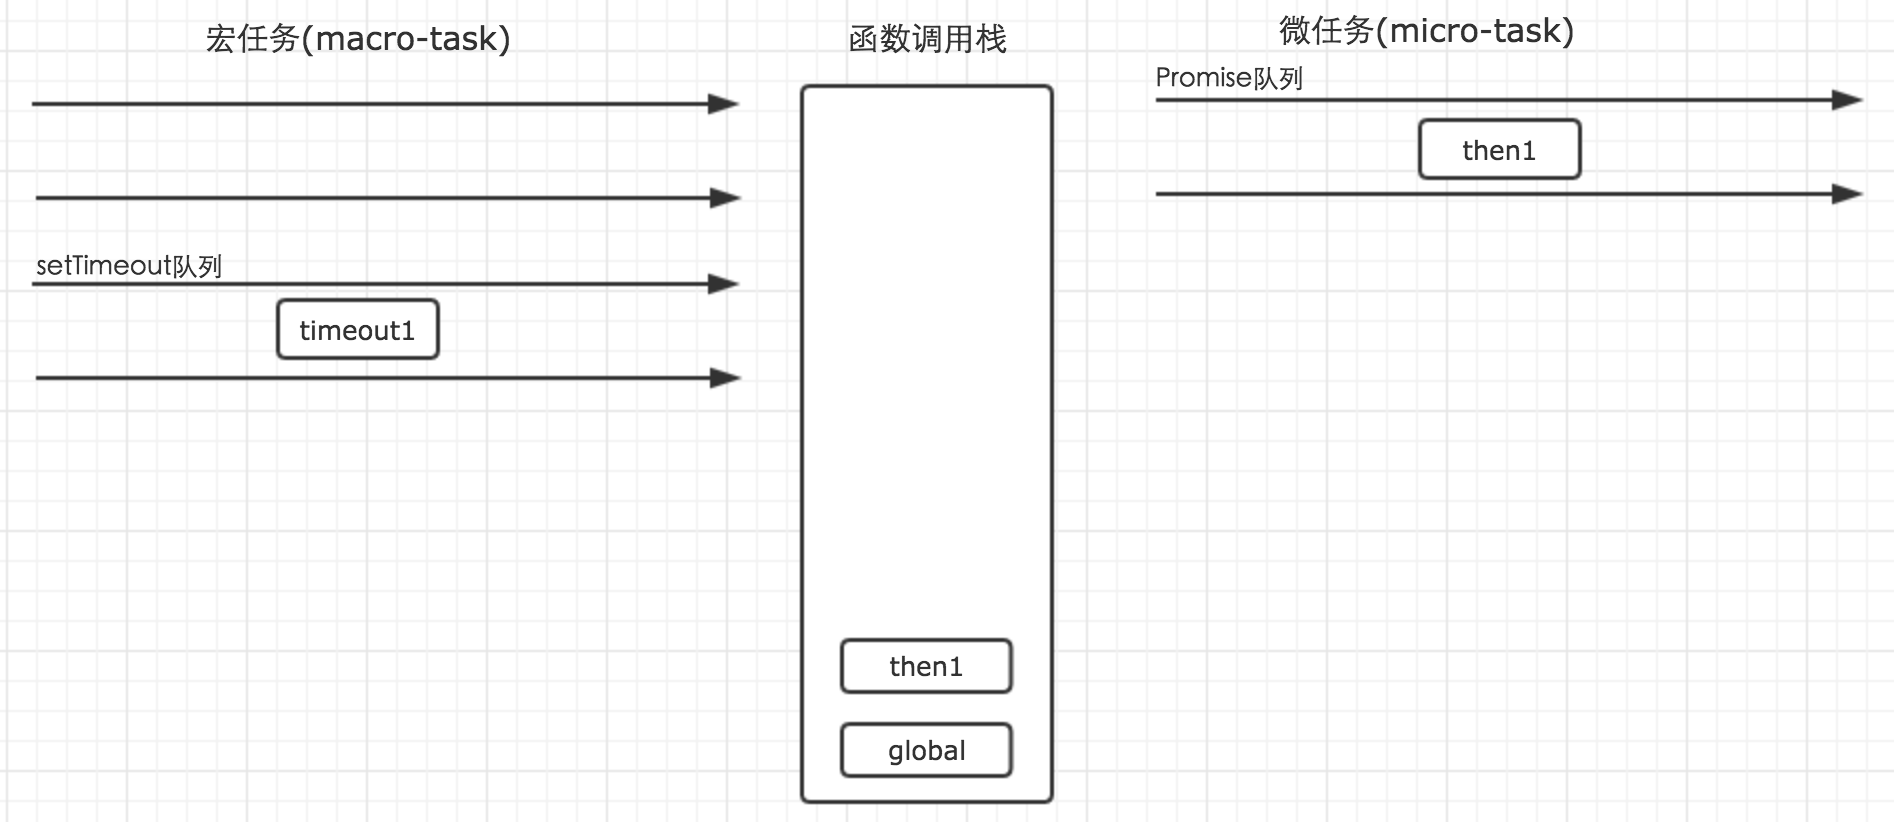 宏任务(macro-task)
函数调用栈
微任务(micro-task)
Promise队列
then1
setTimeout队列
timeout1
then1
global